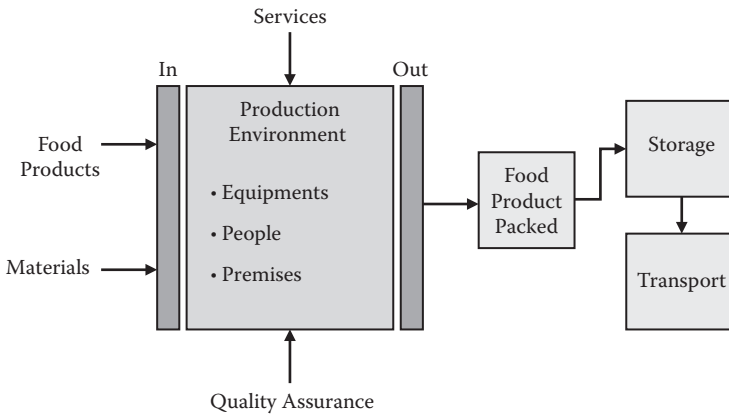 Services
In
Out
Production
Environment
• Equipments
• People
• Premises
Food
Products
Materials
Food
Product
Packed
Storage
Transport
Quality Assurance